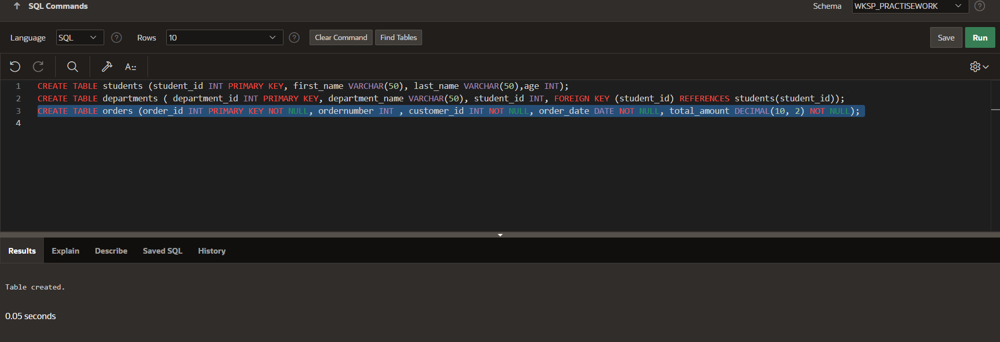 SQL Commands
Schema WKSP_PRACTISEWORK ?
Language SQL ? Rows 10 ? Clear Command Find Tables Save Run
A::
1 CREATE TABLE students (student_id INT PRIMARY KEY, first_name VARCHAR(50), last_name VARCHAR(50),age INT);
2 CREATE TABLE departments ( department_id INT PRIMARY KEY, department_name VARCHAR(50), student_id INT, FOREIGN KEY (student_id) REFERENCES students(student_id));
3 CREATE TABLE orders (order_id INT PRIMARY KEY NOT NULL, ordernumber INT , customer_id INT NOT NULL, order_date DATE NOT NULL, total_amount DECIMAL(10, 2) NOT NULL);
4
Results Explain Describe Saved SQL History
Table created.
0.05 seconds